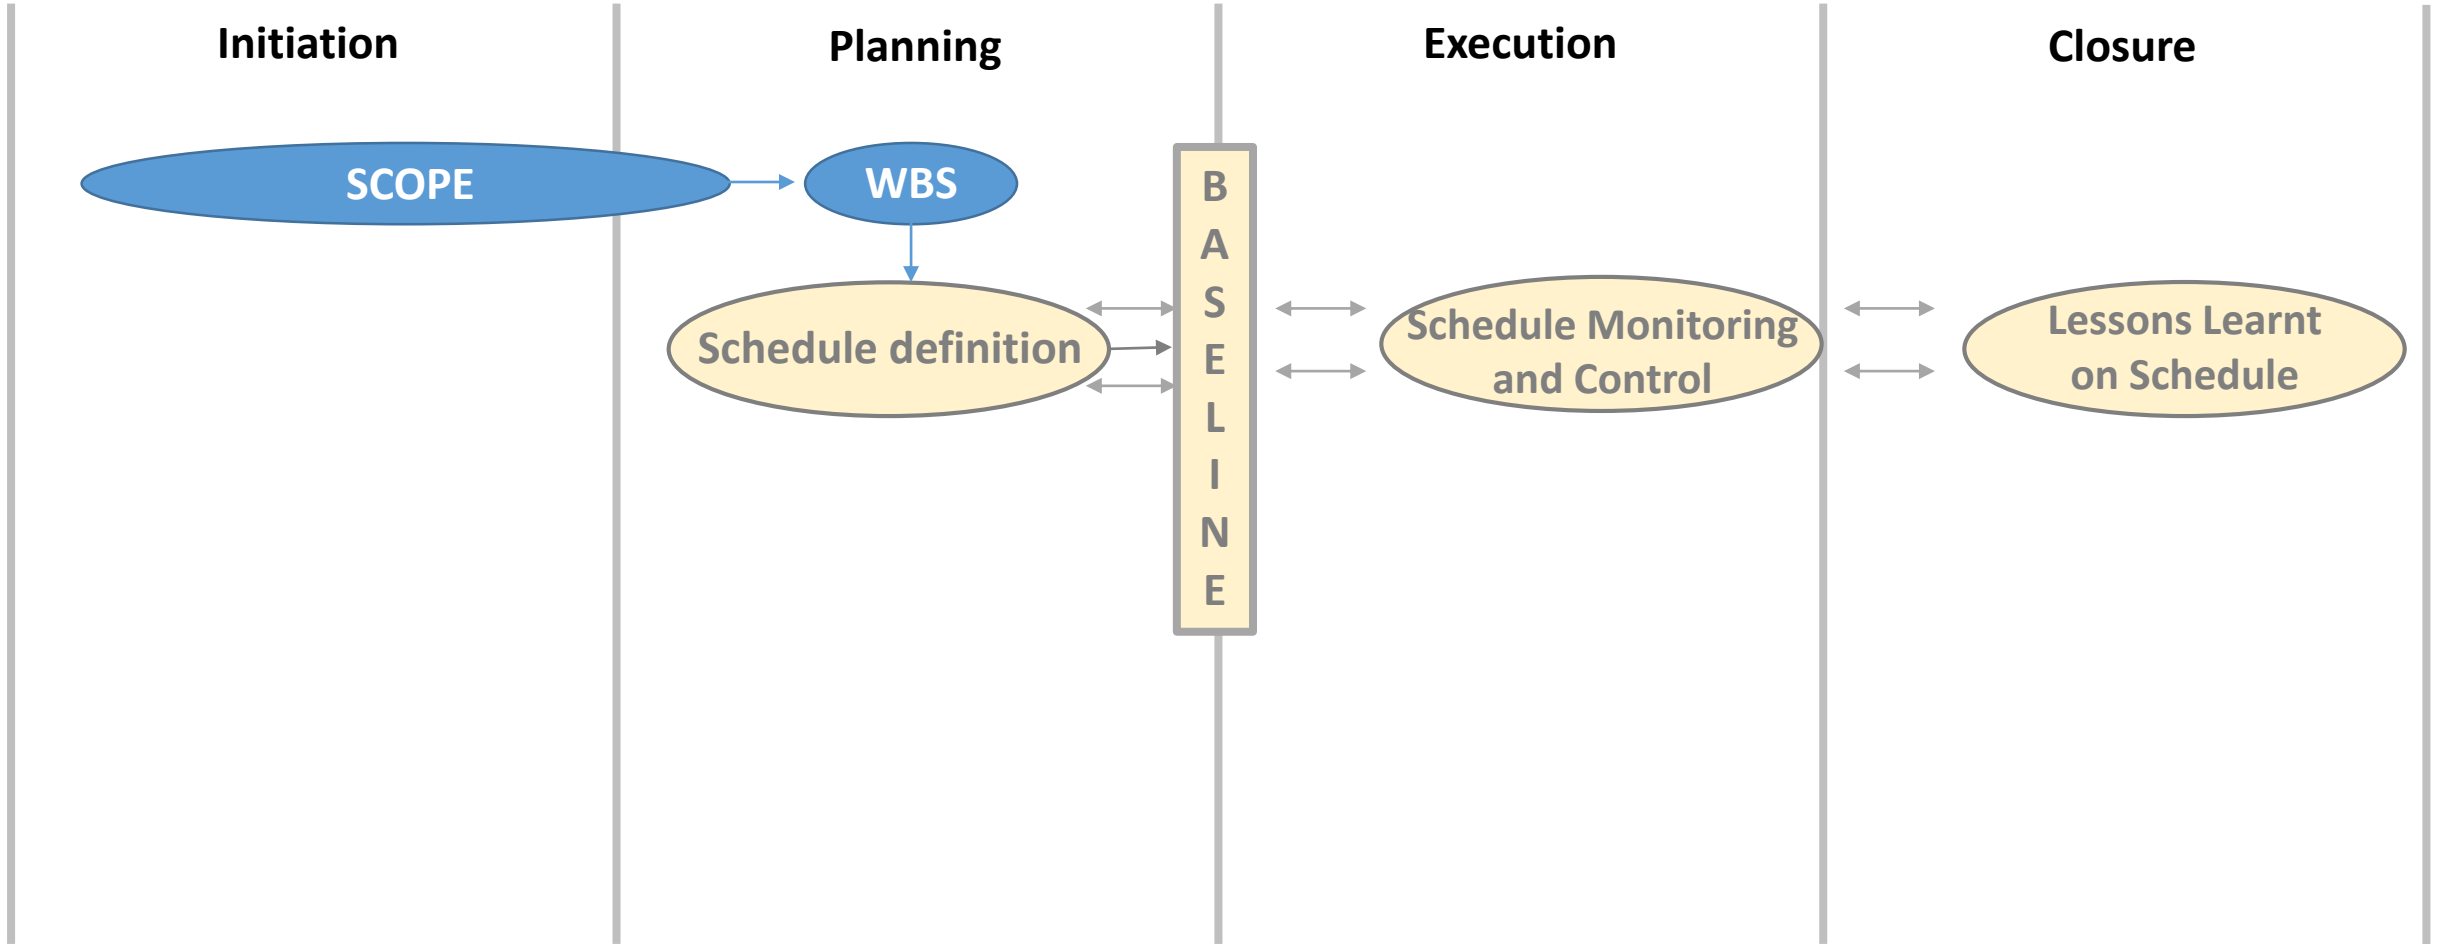 Initiation
Planning
Execution
Closure
SCOPE
WBS
B
A
S
E
L
I
N
E
Schedule definition
Schedule Monitoring
and Control
Lessons Learnt
on Schedule